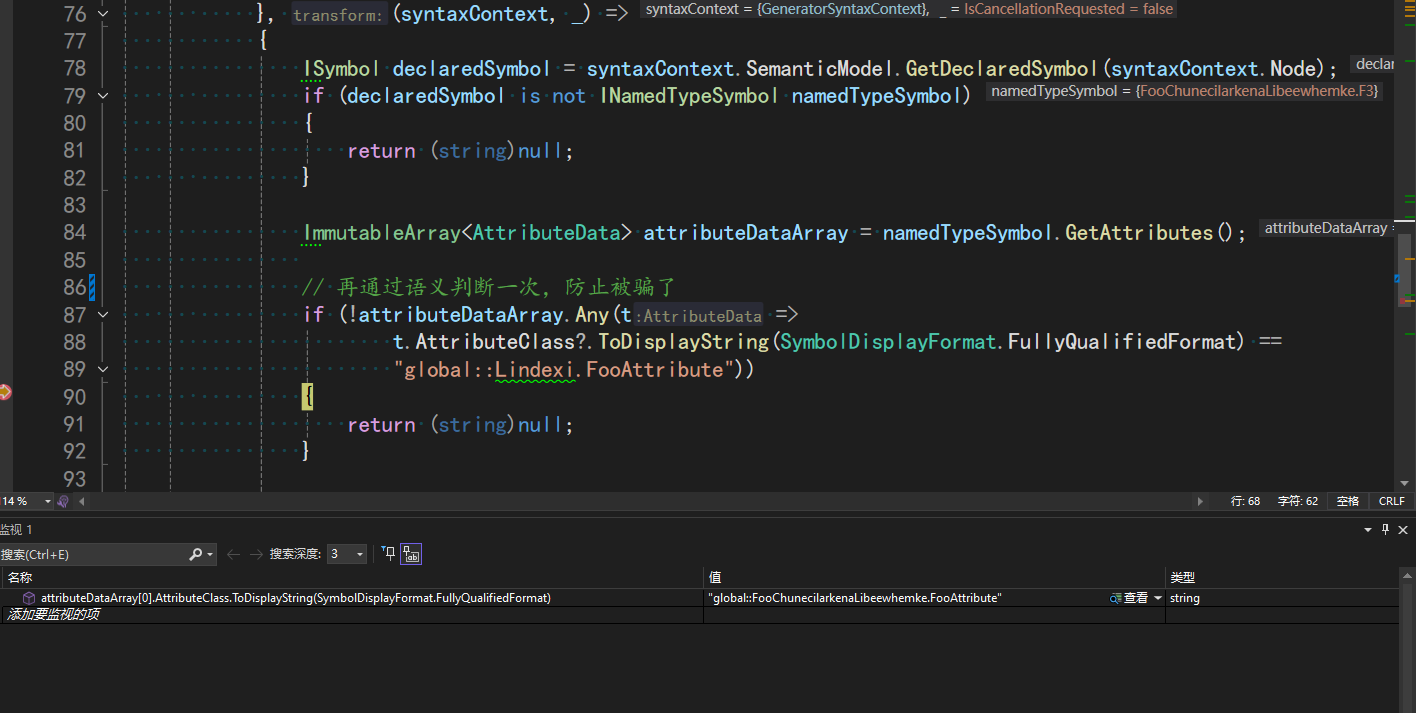 76 }, transform: (syntaxContext, _) => syntaxContext = {GeneratorSyntaxContext}, _ = IsCancellationRequested = false
77 {
78 ISymbol declaredSymbol = syntaxContext.SemanticModel.GetDeclaredSymbol(syntaxContext.Node); declar
79 if (declaredSymbol is not INamedTypeSymbol namedTypeSymbol) namedTypeSymbol = {FooChunecilarkenaLibeewhemke.F3}
80 {
81 return (string)null;
82 }
83
84 ImmutableArray<AttributeData> attributeDataArray = namedTypeSymbol.GetAttributes(); attributeDataArray =
85
86 // 再通过语义判断一次，防止被骗了
87 if (!attributeDataArray.Any(t:AttributeData =>
88 t.AttributeClass?.ToDisplayString(SymbolDisplayFormat.FullyQualifiedFormat) ==
89 "global::Lindexi.FooAttribute"))
90 {
91 return (string)null;
92 }
93
14 % 行: 68 字符: 62 空格 CRLF
监视 1
搜索(Ctrl+E) 搜索深度: 3
名称 值 类型
attributeDataArray[0].AttributeClass.ToDisplayString(SymbolDisplayFormat.FullyQualifiedFormat) "global::FooChunecilarkenaLibeewhemke.FooAttribute" 查看 string
添加要监视的项